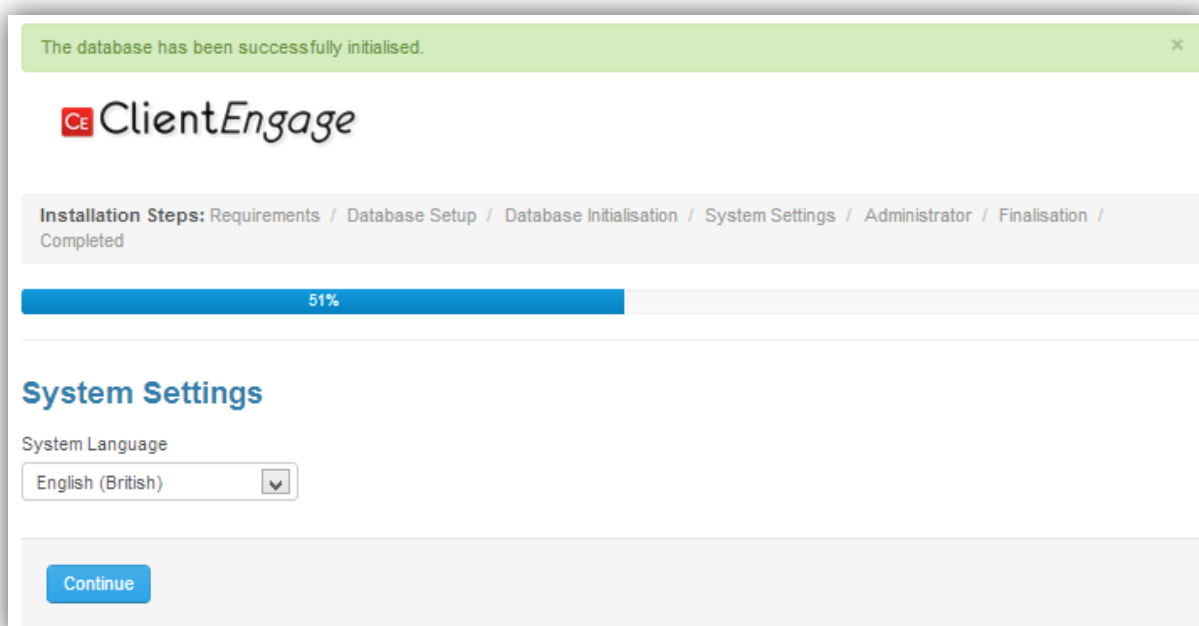 The database has been successfully initialised.
×
CE ClientEngage
Installation Steps: Requirements / Database Setup / Database Initialisation / System Settings / Administrator / Finalisation /
Completed
51%
System Settings
System Language
English (British)
Continue